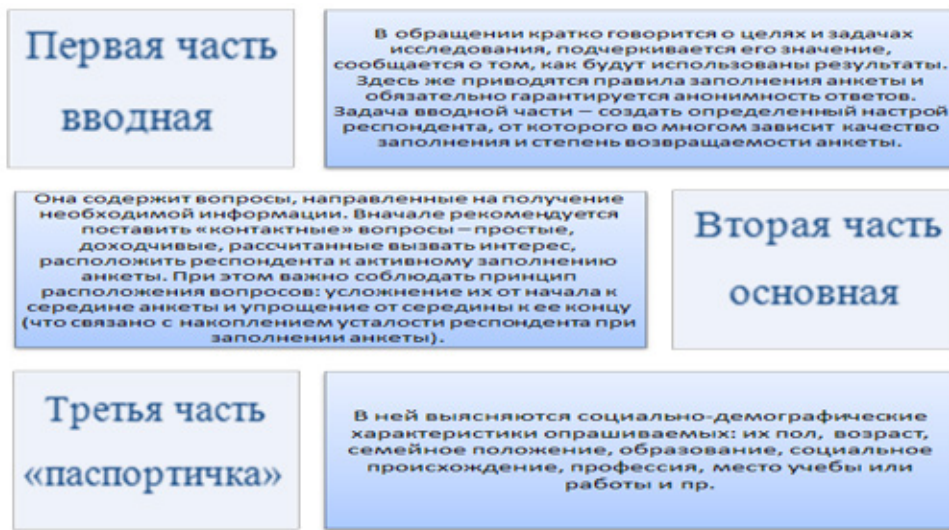 Первая часть
вводная
В обращении кратко говорится о целях и задачах
исследования, подчеркивается его значение,
сообщается о том, как будут использованы результаты.
Здесь же приводятся правила заполнения анкеты и
обязательно гарантируется анонимность ответов.
Задача вводной части – создать определенный настрой
респондента, от которого во многом зависит качество
заполнения и степень возвращаемости анкеты.
Она содержит вопросы, направленные на получение
необходимой информации. Вначале рекомендуется
поставить «контактные» вопросы – простые,
доходчивые, рассчитанные вызвать интерес,
расположить респондента к активному заполнению
анкеты. При этом важно соблюдать принцип
расположения вопросов: усложнение их от начала к
середине анкеты и упрощение от середины к ее концу
(что связано с накоплением усталости респондента при
заполнении анкеты).
Вторая часть
основная
Третья часть
«паспортичка»
В ней выясняются социально-демографические
характеристики опрашиваемых: их пол, возраст,
семейное положение, образование, социальное
происхождение, профессия, место учебы или
работы и пр.